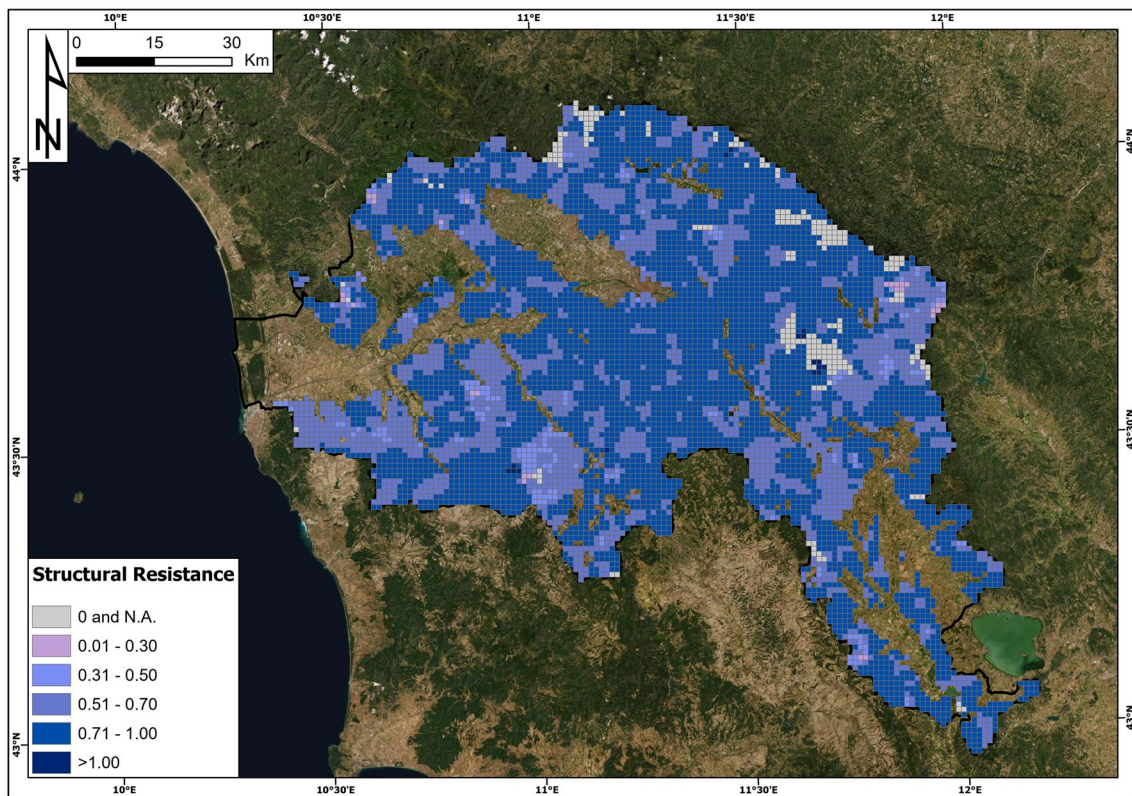 10° 10°30'E 11° 11°30'E 12°
0 15 30
Km
N
44°N 44°N
43°30'N 43°30'N
43°N 43°N
Structural Resistance
0 and N.A.
0.01 - 0.30
0.31 - 0.50
0.51 - 0.70
0.71 - 1.00
>1.00
10°E 10°30'E 11°E 11°30'E 12°E